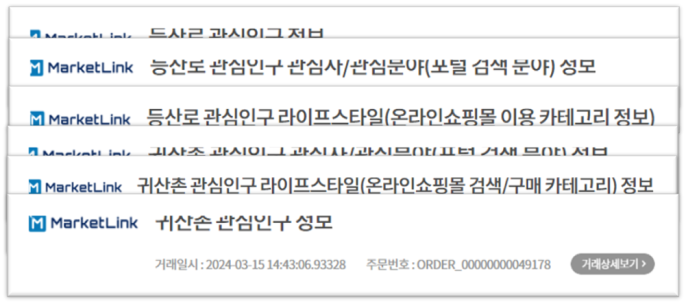 MarketLink 등산로 관심인구 정보
MarketLink 등산로 관심인구 관심사/관심분야(포털 검색 분야) 정보
MarketLink 등산로 관심인구 라이프스타일(온라인쇼핑몰 이용 카테고리 정보)
MarketLink 귀산촌 관심인구 관심사/관심분야(포털 검색 분야) 정보
MarketLink 귀산촌 관심인구 라이프스타일(온라인쇼핑몰 검색/구매 카테고리) 정보
MarketLink 귀산촌 관심인구 정보
거래일시 : 2024-03-15 14:43:06.93328 주문번호 : ORDER_00000000049178 거래상세보기 >